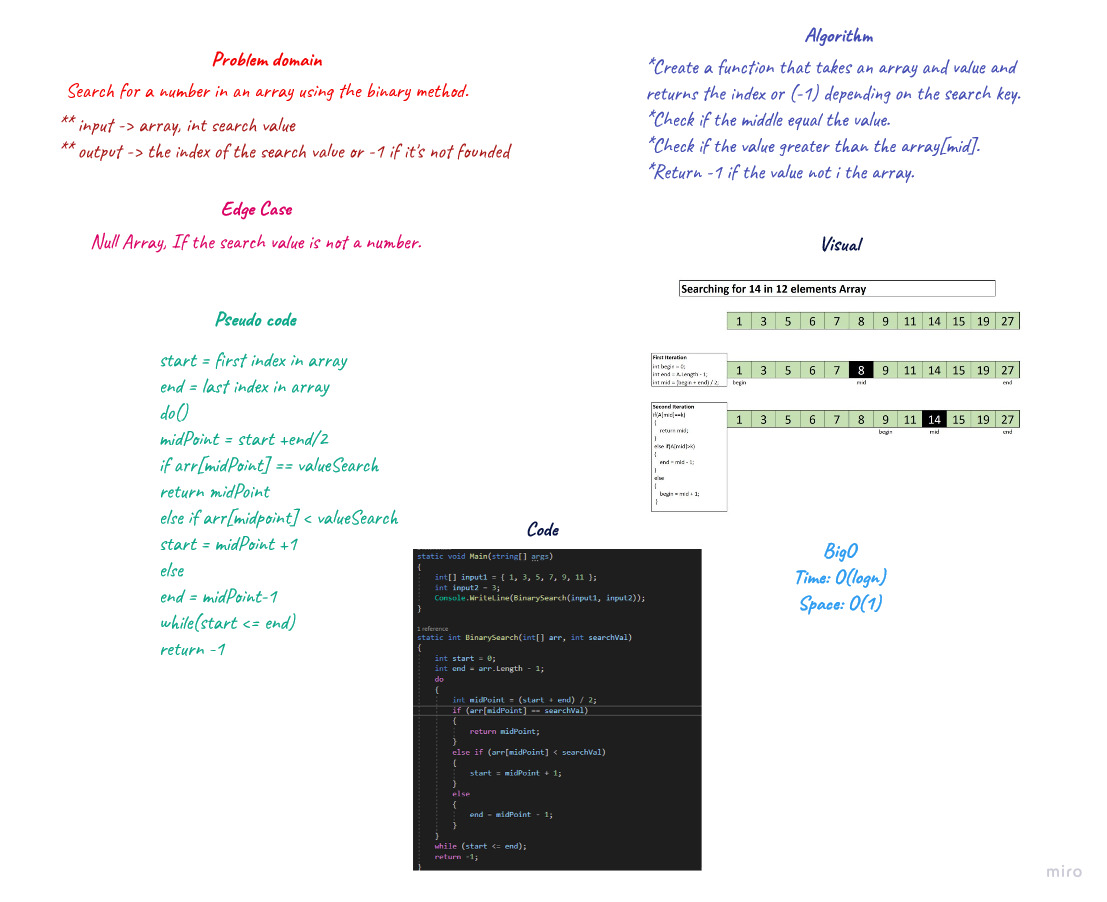 Problem domain
Search for a number in an array using the binary method.
** input -> array, int search value
** output -> the index of the search value or -1 if it's not founded
Edge Case
Null Array, If the search value is not a number.
Pseudo code
start = first index in array
end = last index in array
do()
midPoint = start +end/2
if arr[midPoint] == valueSearch
return midPoint
else if arr[midpoint] < valueSearch
start = midPoint +1
else
end = midPoint-1
while(start <= end)
return -1
Algorithm
*Create a function that takes an array and value and
returns the index or (-1) depending on the search key.
*Check if the middle equal the value.
*Check if the value greater than the array[mid].
*Return -1 if the value not i the array.
Visual
Searching for 14 in 12 elements Array
1 3 5 6 7 8 9 11 14 15 19 27
First Iteration
int begin = 0;
int end = A.Length - 1;
int mid = (begin + end) / 2;
1 3 5 6 7 8 9 11 14 15 19 27
begin mid end
Second Iteration
if(A[mid]==k)
{
return mid;
}
else if(A[mid]>k)
{
end = mid - 1;
}
else
{
begin = mid + 1;
}
1 3 5 6 7 8 9 11 14 15 19 27
begin mid end
Code
static void Main(string[] args)
{
int[] input1 = { 1, 3, 5, 7, 9, 11 };
int input2 = 3;
Console.WriteLine(BinarySearch(input1, input2));
}
1 reference
static int BinarySearch(int[] arr, int searchVal)
{
int start = 0;
int end = arr.Length - 1;
do
{
int midPoint = (start + end) / 2;
if (arr[midPoint] == searchVal)
{
return midPoint;
}
else if (arr[midPoint] < searchVal)
{
start = midPoint + 1;
}
else
{
end = midPoint - 1;
}
}
while (start <= end);
return -1;
}
BigO
Time: O(logn)
Space: O(1)
miro